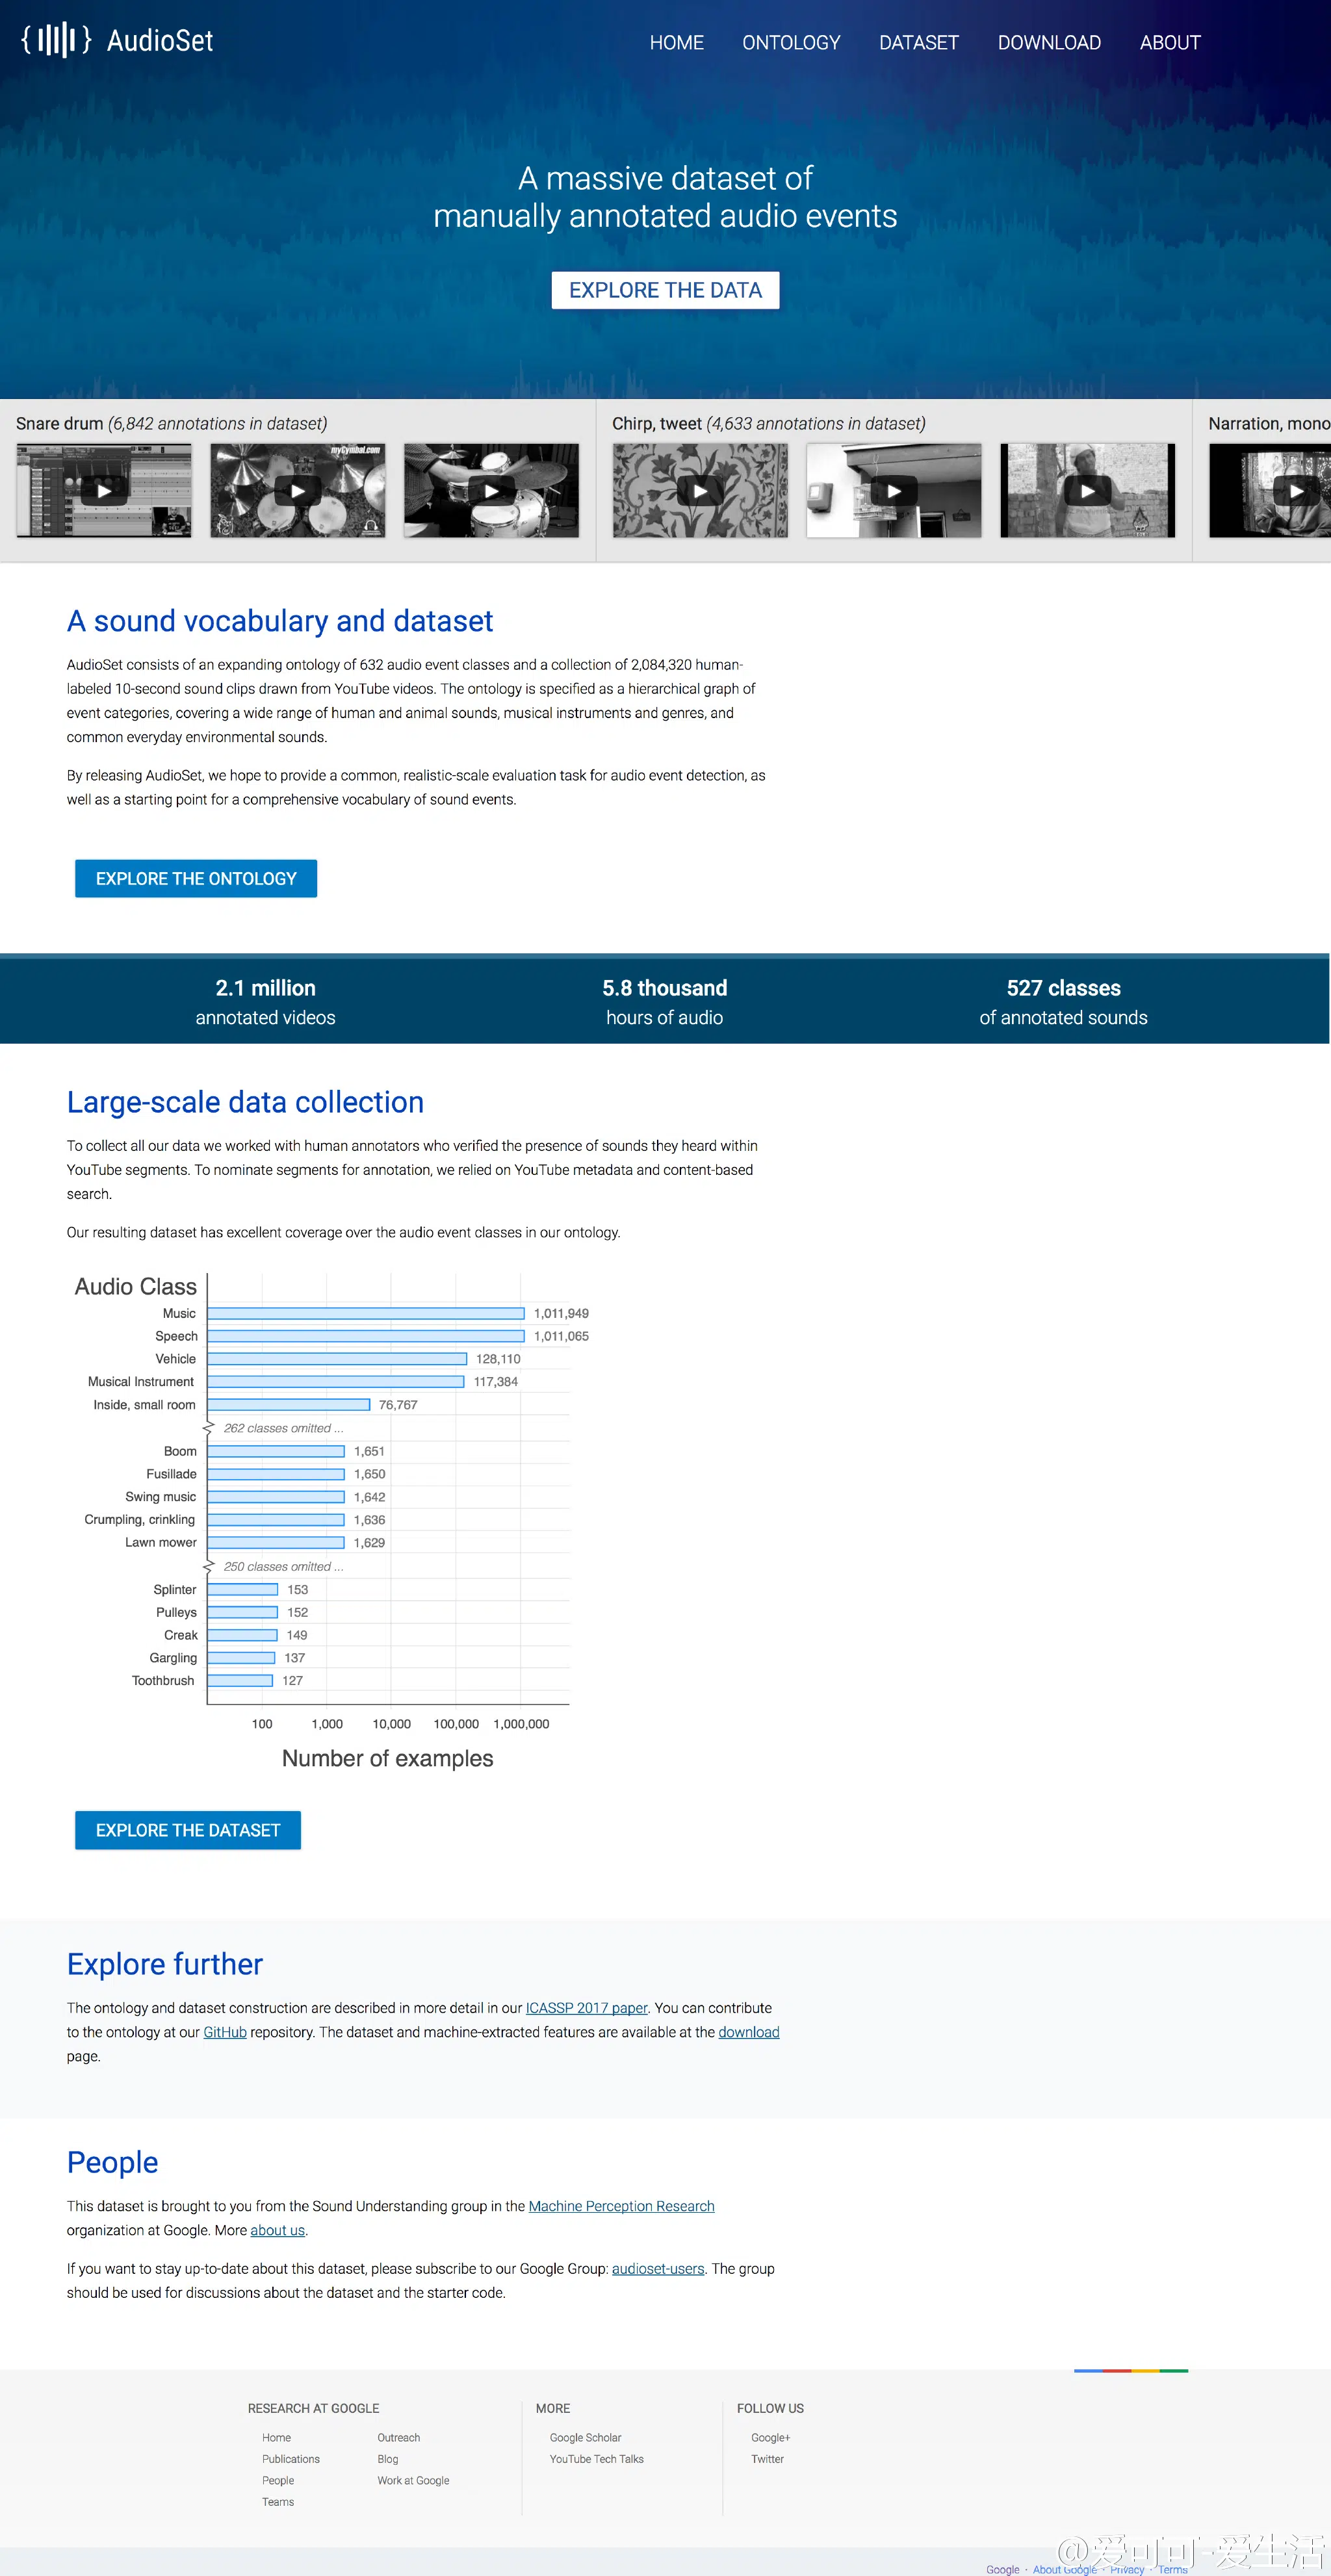 AudioSet
HOME ONTOLOGY DATASET DOWNLOAD ABOUT
A massive dataset of
manually annotated audio events
EXPLORE THE DATA
Snare drum (6,842 annotations in dataset)
Chirp, tweet (4,633 annotations in dataset)
Narration, mono
myCymbal.com
A sound vocabulary and dataset
AudioSet consists of an expanding ontology of 632 audio event classes and a collection of 2,084,320 human-
labeled 10-second sound clips drawn from YouTube videos. The ontology is specified as a hierarchical graph of
event categories, covering a wide range of human and animal sounds, musical instruments and genres, and
common everyday environmental sounds.
By releasing AudioSet, we hope to provide a common, realistic-scale evaluation task for audio event detection, as
well as a starting point for a comprehensive vocabulary of sound events.
EXPLORE THE ONTOLOGY
2.1 million
annotated videos
5.8 thousand
hours of audio
527 classes
of annotated sounds
Large-scale data collection
To collect all our data we worked with human annotators who verified the presence of sounds they heard within
YouTube segments. To nominate segments for annotation, we relied on YouTube metadata and content-based
search.
Our resulting dataset has excellent coverage over the audio event classes in our ontology.
Audio Class
Music 1,011,949
Speech 1,011,065
Vehicle 128,110
Musical Instrument 117,384
Inside, small room 76,767
262 classes omitted ...
Boom 1,651
Fusillade 1,650
Swing music 1,642
Crumpling, crinkling 1,636
Lawn mower 1,629
250 classes omitted ...
Splinter 153
Pulleys 152
Creak 149
Gargling 137
Toothbrush 127
100 1,000 10,000 100,000 1,000,000
Number of examples
EXPLORE THE DATASET
Explore further
The ontology and dataset construction are described in more detail in our ICASSP 2017 paper. You can contribute
to the ontology at our GitHub repository. The dataset and machine-extracted features are available at the download
page.
People
This dataset is brought to you from the Sound Understanding group in the Machine Perception Research
organization at Google. More about us.
If you want to stay up-to-date about this dataset, please subscribe to our Google Group: audioset-users. The group
should be used for discussions about the dataset and the starter code.
RESEARCH AT GOOGLE
Home
Publications
People
Teams
Outreach
Blog
Work at Google
MORE
Google Scholar
YouTube Tech Talks
FOLLOW US
Google+
Twitter
@爱可可-爱生活
Google · About Google · Privacy · Terms